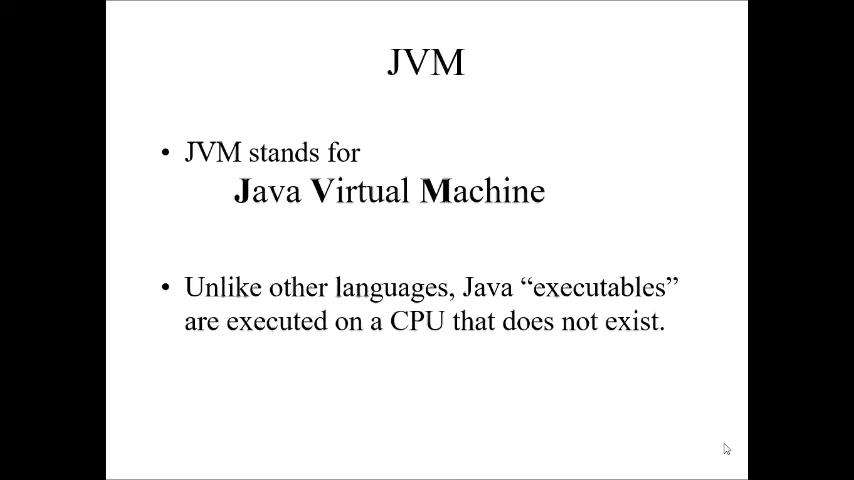 JVM
• JVM stands for
Java Virtual Machine
• Unlike other languages, Java “executables”
are executed on a CPU that does not exist.